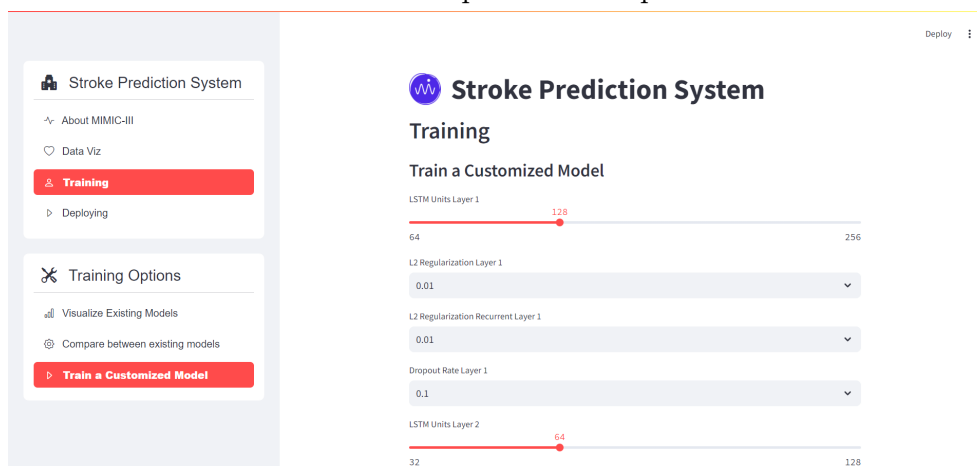 Deploy
Stroke Prediction System
About MIMIC-III
Data Viz
Training
Deploying
Training Options
Visualize Existing Models
Compare between existing models
Train a Customized Model
Stroke Prediction System
Training
Train a Customized Model
LSTM Units Layer 1
128
64 256
L2 Regularization Layer 1
0.01
L2 Regularization Recurrent Layer 1
0.01
Dropout Rate Layer 1
0.1
LSTM Units Layer 2
64
32 128